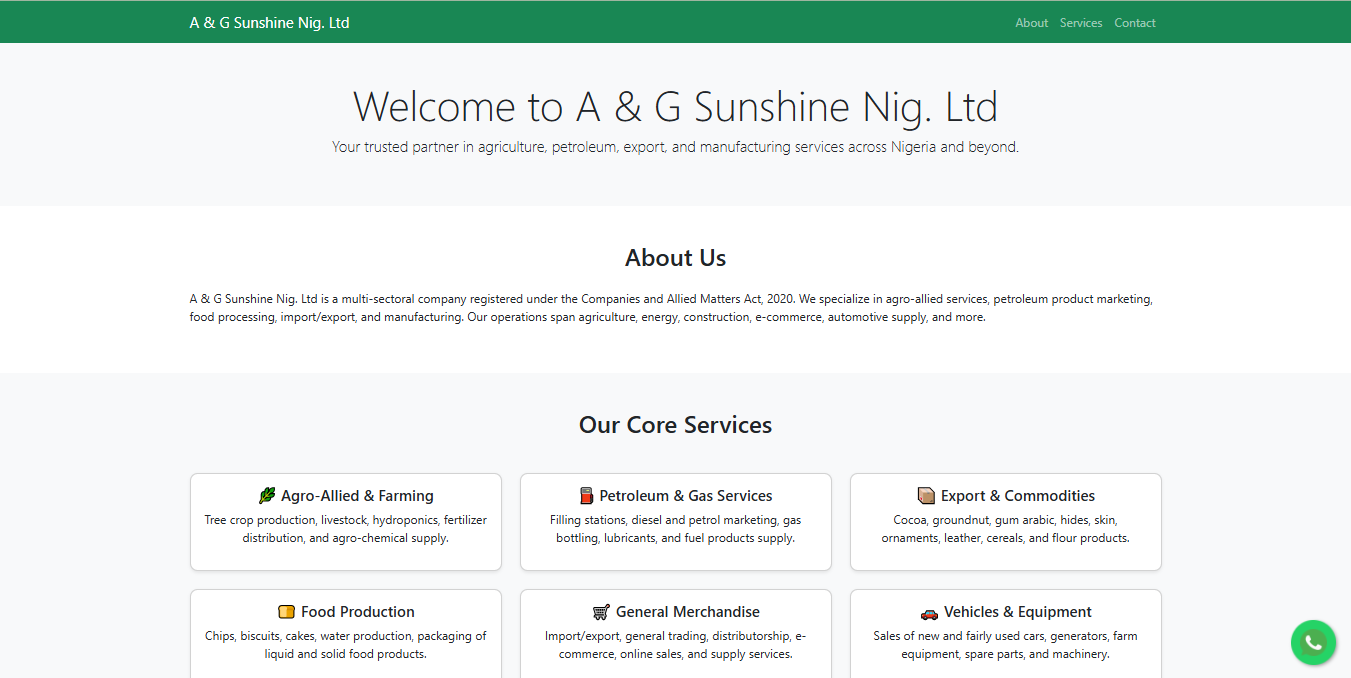 A & G Sunshine Nig. Ltd
About Services Contact
Welcome to A & G Sunshine Nig. Ltd
Your trusted partner in agriculture, petroleum, export, and manufacturing services across Nigeria and beyond.
About Us
A & G Sunshine Nig. Ltd is a multi-sectoral company registered under the Companies and Allied Matters Act, 2020. We specialize in agro-allied services, petroleum product marketing,
food processing, import/export, and manufacturing. Our operations span agriculture, energy, construction, e-commerce, automotive supply, and more.
Our Core Services
Agro-Allied & Farming
Tree crop production, livestock, hydroponics, fertilizer
distribution, and agro-chemical supply.
Petroleum & Gas Services
Filling stations, diesel and petrol marketing, gas
bottling, lubricants, and fuel products supply.
Export & Commodities
Cocoa, groundnut, gum arabic, hides, skin,
ornaments, leather, cereals, and flour products.
Food Production
Chips, biscuits, cakes, water production, packaging of
liquid and solid food products.
General Merchandise
Import/export, general trading, distributorship, e-
commerce, online sales, and supply services.
Vehicles & Equipment
Sales of new and fairly used cars, generators, farm
equipment, spare parts, and machinery.